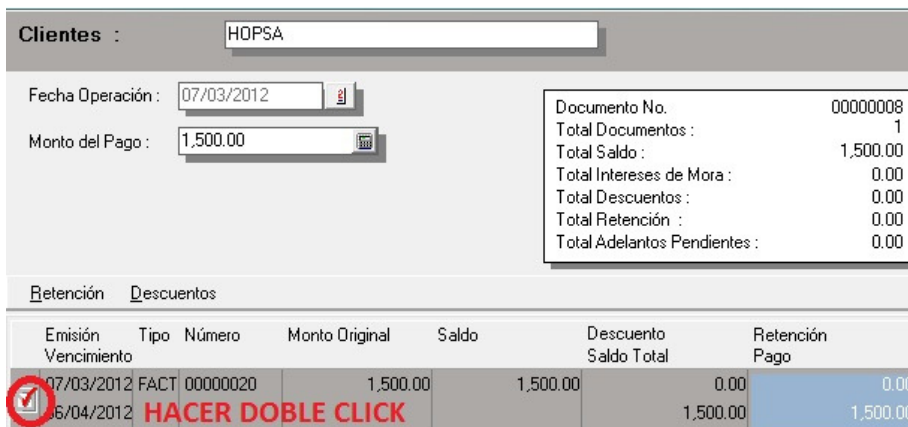 Clientes : HOPSA
Fecha Operación : 07/03/2012
Monto del Pago : 1,500.00
Documento No. 00000008
Total Documentos : 1
Total Saldo : 1,500.00
Total Intereses de Mora : 0.00
Total Descuentos : 0.00
Total Retención : 0.00
Total Adelantos Pendientes : 0.00
Retención Descuentos
Emisión Tipo Número Monto Original Saldo Descuento Retención
Vencimiento Saldo Total Pago
07/03/2012 FACT 00000020 1,500.00 1,500.00 0.00 0.00
06/04/2012 HACER DOBLE CLICK 1,500.00 1,500.00